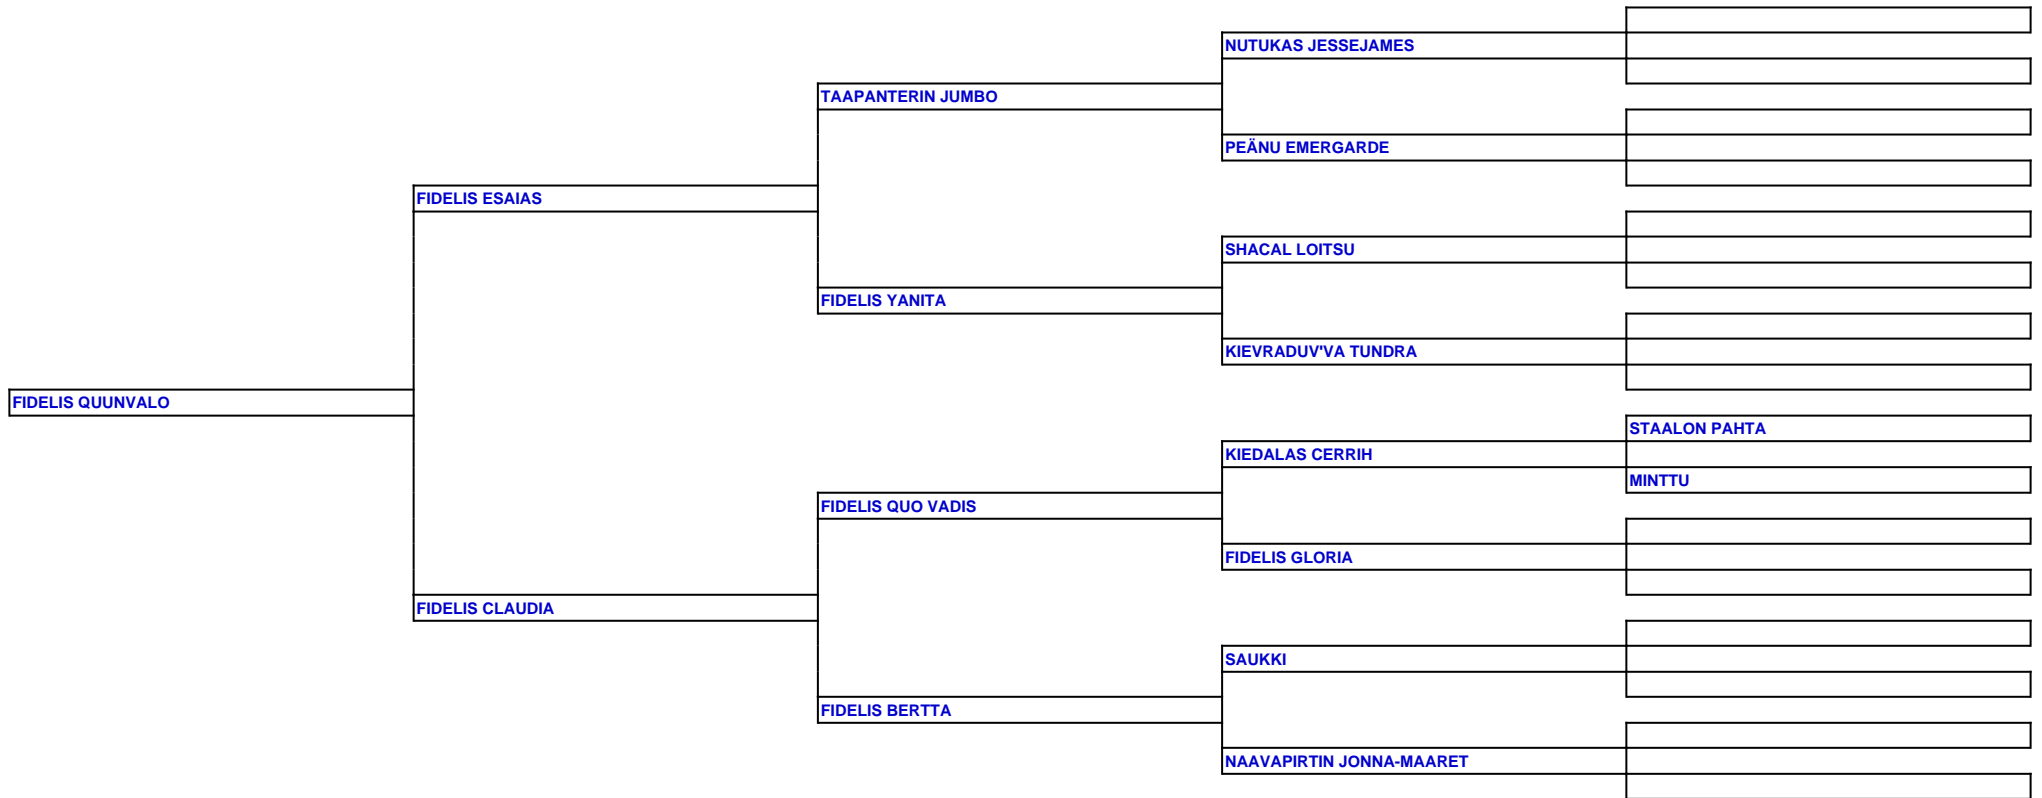 NUTUKAS JESSEJAMES
TAAPANTERIN JUMBO
PEÄNU EMERGARDE
FIDELIS ESAIAS
SHACAL LOITSU
FIDELIS YANITA
KIEVRADUV'VA TUNDRA
FIDELIS QUUNVALO
STAALON PAHTA
KIEDALAS CERRIH
MINTTU
FIDELIS QUO VADIS
FIDELIS GLORIA
FIDELIS CLAUDIA
SAUKKI
FIDELIS BERTTA
NAAVAPIRTIN JONNA-MAARET